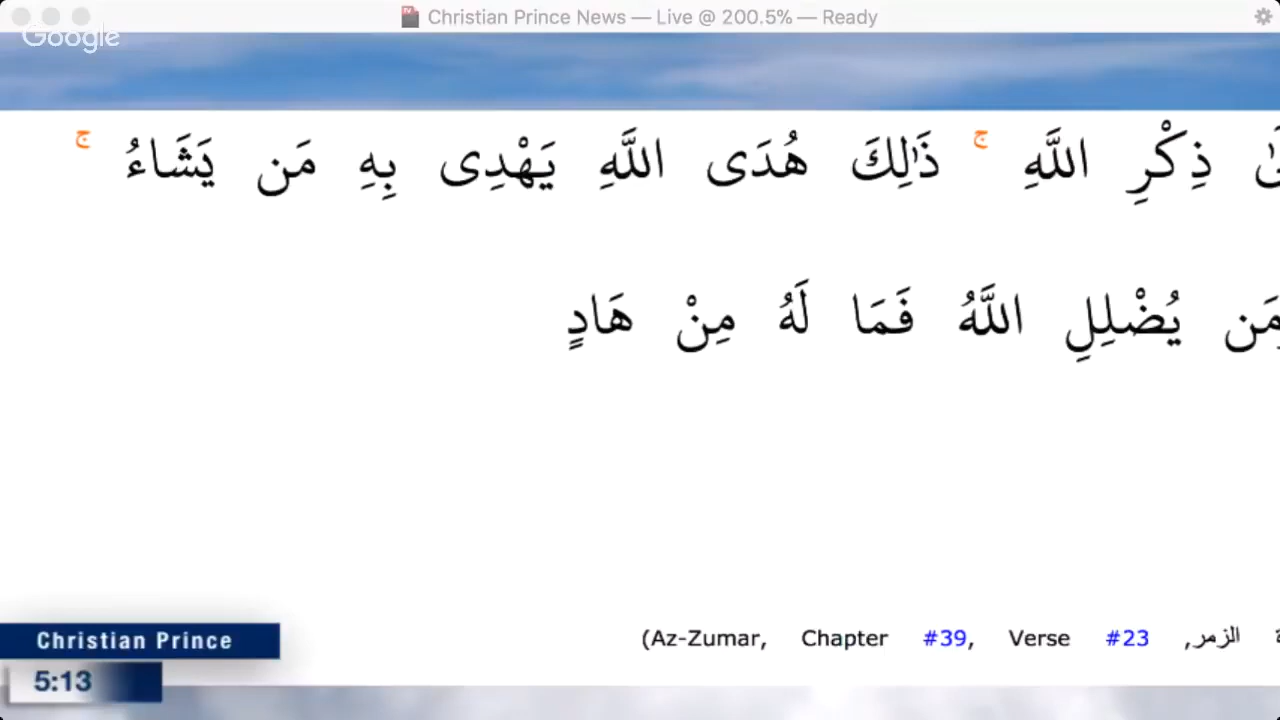 Christian Prince News — Live @ 200.5% — Ready
Google
ذِكْرِ اللَّهِ ۚ ذَٰلِكَ هُدَى اللَّهِ يَهْدِى بِهِ مَن يَشَاءُ ۚ
مَن يُضْلِلِ اللَّهُ فَمَا لَهُ مِنْ هَادٍ
(Az-Zumar, Chapter #39, Verse #23 الزمر,
Christian Prince
5:13